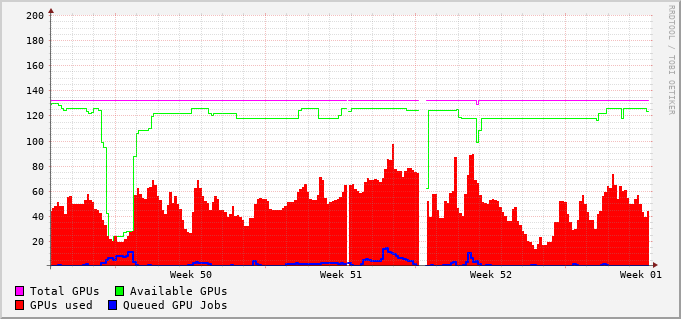 200
180
160
140
120
100
80
60
40
20
Week 50 Week 51 Week 52 Week 01
Total GPUs Available GPUs
GPUs used Queued GPU Jobs
RRDTOOL / TOBI OETIKER